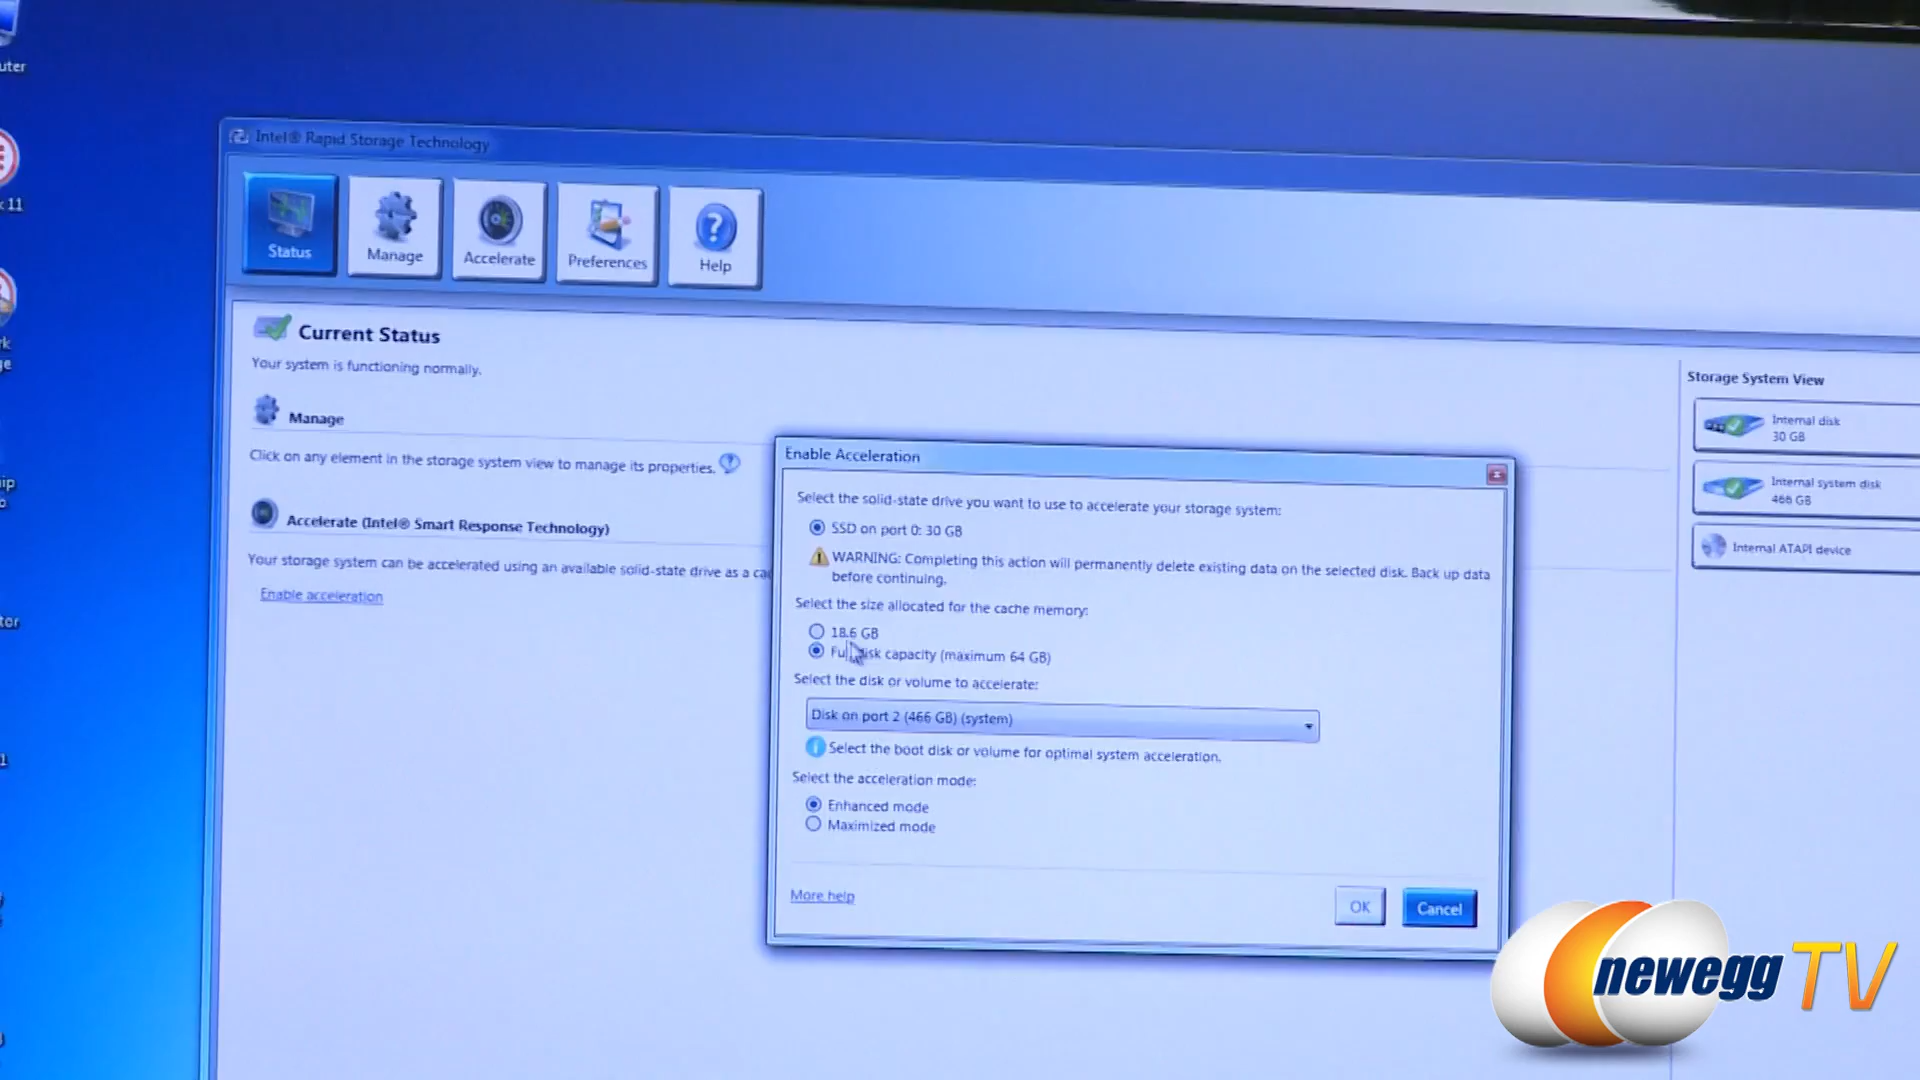 Intel® Rapid Storage Technology
Status
Manage
Accelerate
Preferences
Help
Current Status
Your system is functioning normally.
Manage
Click on any element in the storage system view to manage its properties.
Accelerate (Intel® Smart Response Technology)
Your storage system can be accelerated using an available solid-state drive as a
Enable acceleration
Enable Acceleration
Select the solid-state drive you want to use to accelerate your storage system:
SSD on port 0: 30 GB
WARNING: Completing this action will permanently delete existing data on the selected disk. Back up data
before continuing.
Select the size allocated for the cache memory:
18.6 GB
disk capacity (maximum 64 GB)
Select the disk or volume to accelerate:
Disk on port 2 (466 GB) (system)
Select the boot disk or volume for optimal system acceleration.
Select the acceleration mode:
Enhanced mode
Maximized mode
More help
OK
Cancel
Storage System View
Internal disk
30 GB
Internal system disk
466 GB
Internal ATAPI device
11
newegg TV